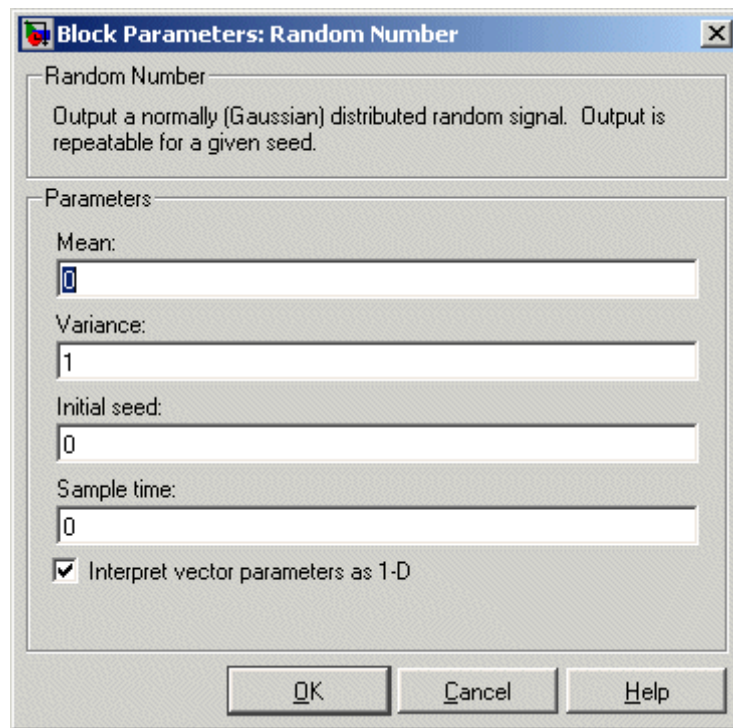 Block Parameters: Random Number
Random Number
Output a normally (Gaussian) distributed random signal. Output is
repeatable for a given seed.
Parameters
Mean:
0
Variance:
1
Initial seed:
0
Sample time:
0
Interpret vector parameters as 1-D
OK Cancel Help